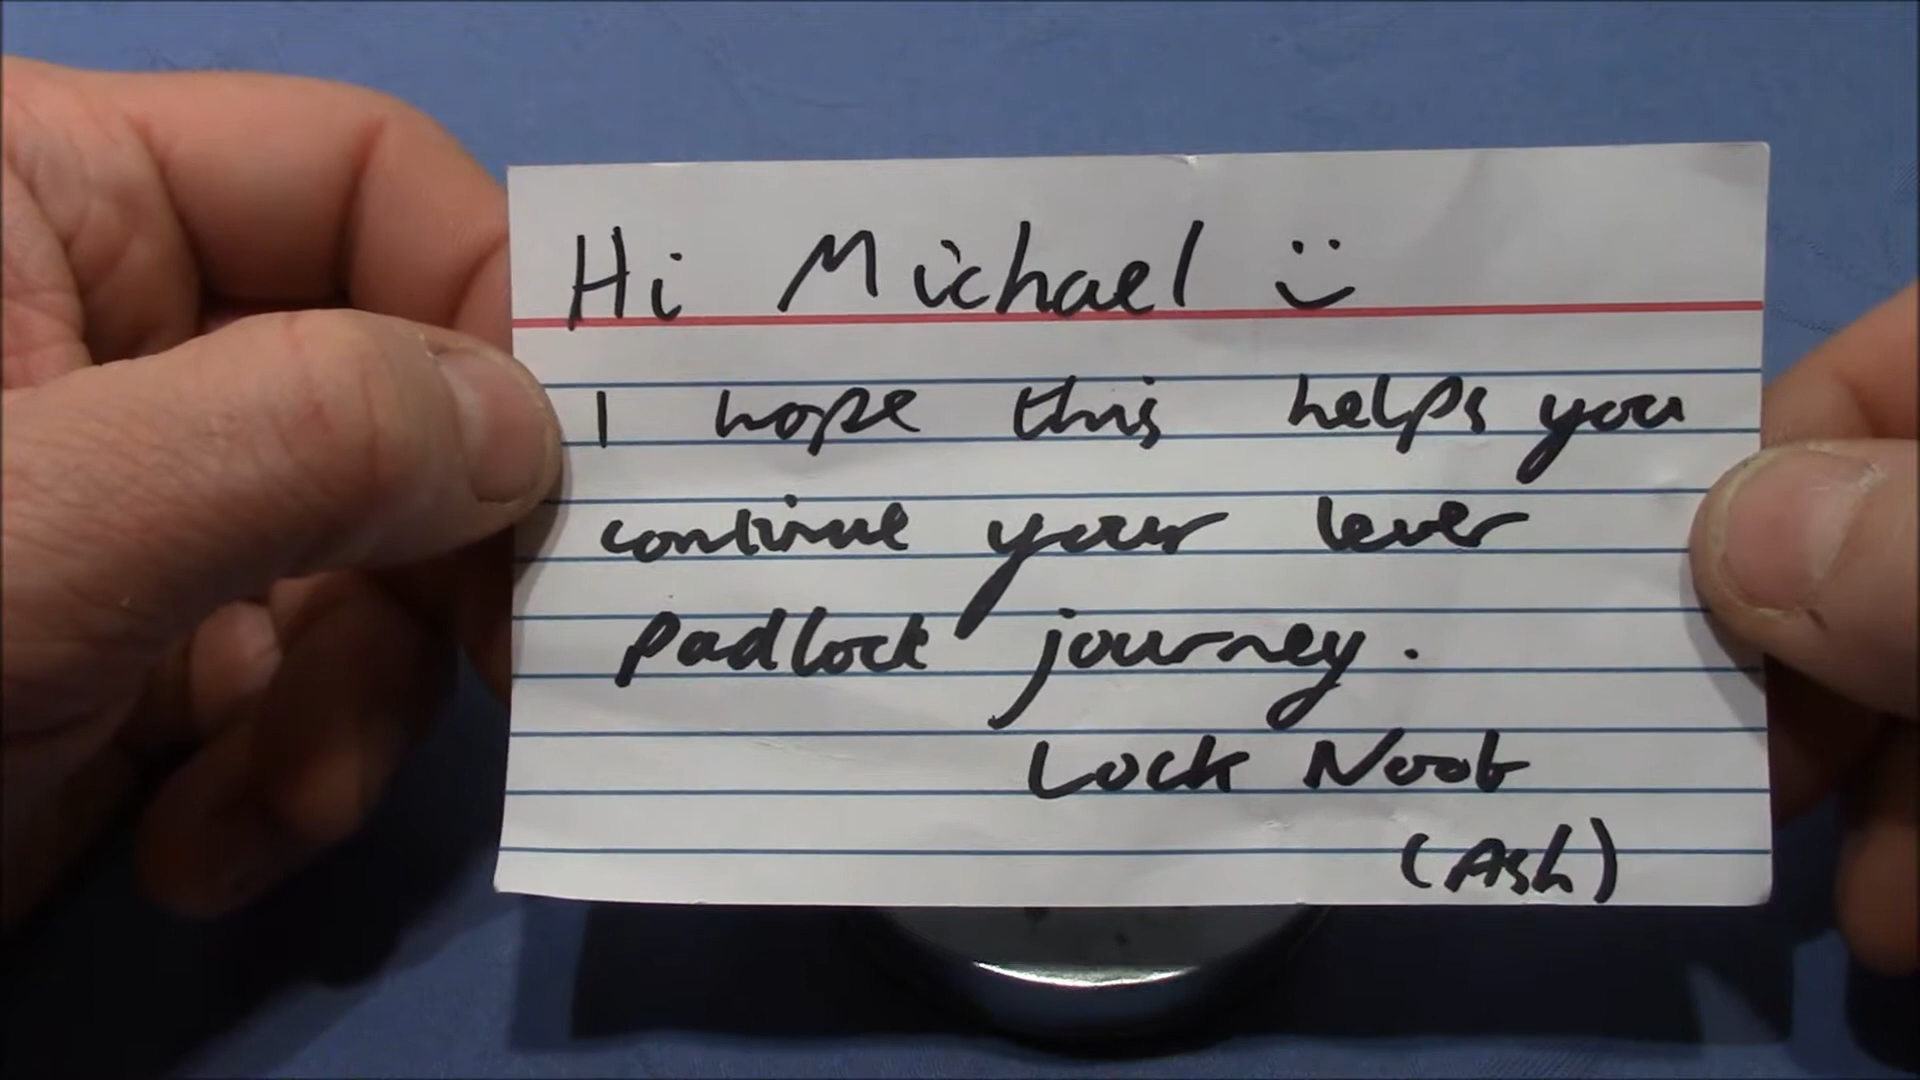 Hi Michael :)
I hope this helps you
continue your lever
padlock journey.
Lock Noob
(Ash)